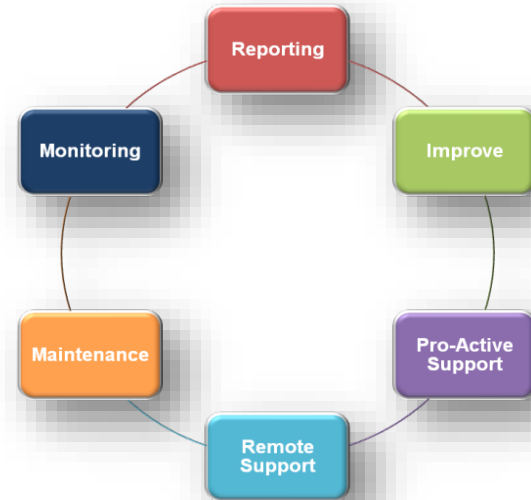 Reporting
Improve
Pro-Active
Support
Remote
Support
Maintenance
Monitoring